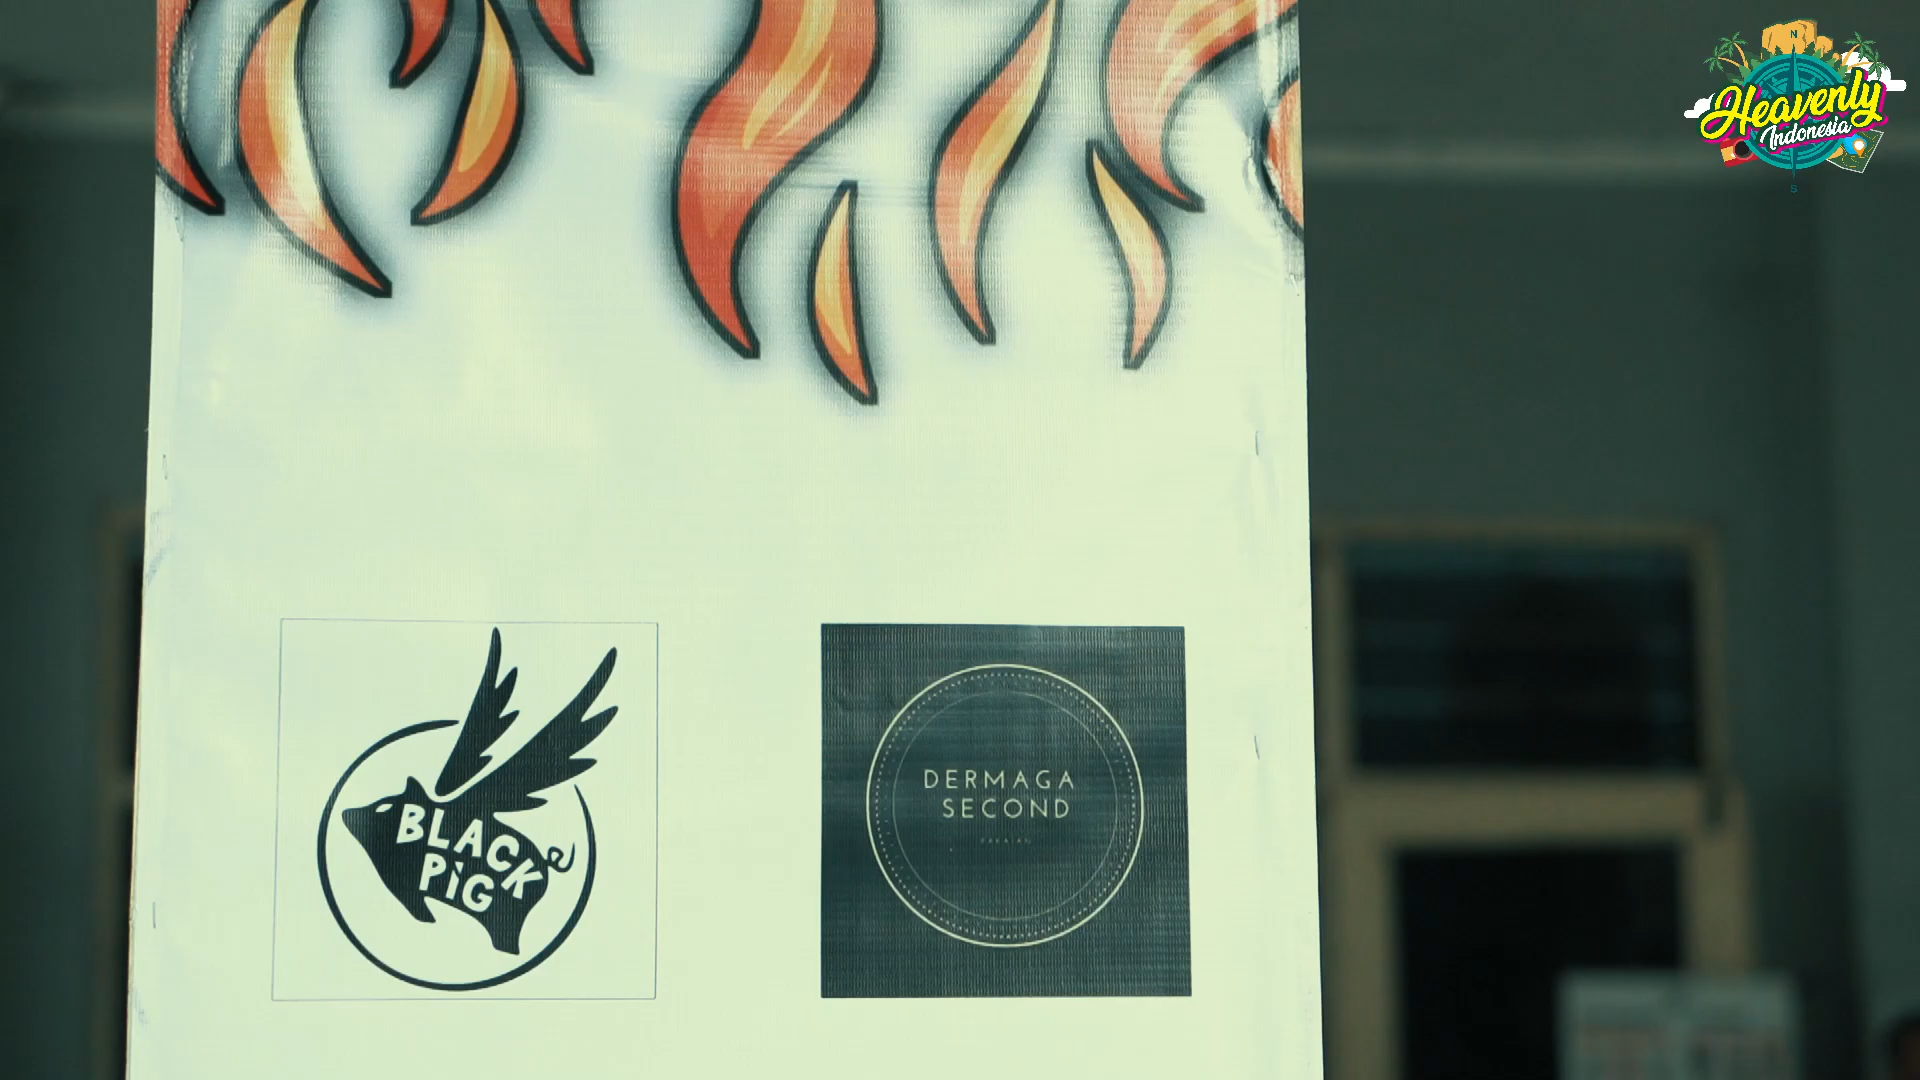 N
Heavenly
Indonesia
S
BLACK
PiG
DERMAGA
SECOND